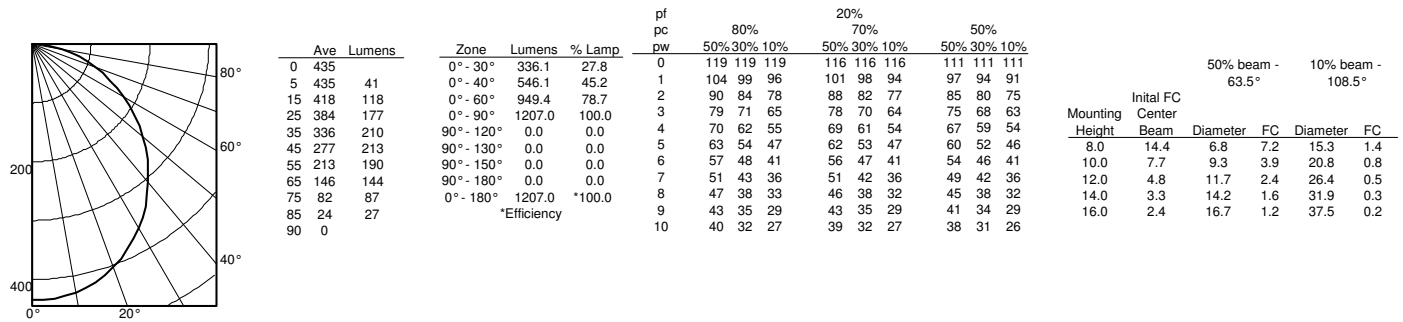 200
400
0°
20°
40°
60°
80°
Ave Lumens
0 435
5 435 41
15 418 118
25 384 177
35 336 210
45 277 213
55 213 190
65 146 144
75 82 87
85 24 27
90 0
Zone Lumens % Lamp
0°- 30° 336.1 27.8
0°- 40° 546.1 45.2
0°- 60° 949.4 78.7
0°- 90° 1207.0 100.0
90°- 120° 0.0 0.0
90°- 130° 0.0 0.0
90°- 150° 0.0 0.0
90°- 180° 0.0 0.0
0°- 180° 1207.0 *100.0
*Efficiency
pf 20%
pc 80% 70% 50%
pw 50% 30% 10% 50% 30% 10% 50% 30% 10%
0 119 119 119 116 116 116 111 111 111
1 104 99 96 101 98 94 97 94 91
2 90 84 78 88 82 77 85 80 75
3 79 71 65 78 70 64 75 68 63
4 70 62 55 69 61 54 67 59 54
5 63 54 47 62 53 47 60 52 46
6 57 48 41 56 47 41 54 46 41
7 51 43 36 51 42 36 49 42 36
8 47 38 33 46 38 32 45 38 32
9 43 35 29 43 35 29 41 34 29
10 40 32 27 39 32 27 38 31 26
50% beam - 10% beam -
63.5° 108.5°
Inital FC
Mounting Center
Height Beam Diameter FC Diameter FC
8.0 14.4 6.8 7.2 15.3 1.4
10.0 7.7 9.3 3.9 20.8 0.8
12.0 4.8 11.7 2.4 26.4 0.5
14.0 3.3 14.2 1.6 31.9 0.3
16.0 2.4 16.7 1.2 37.5 0.2